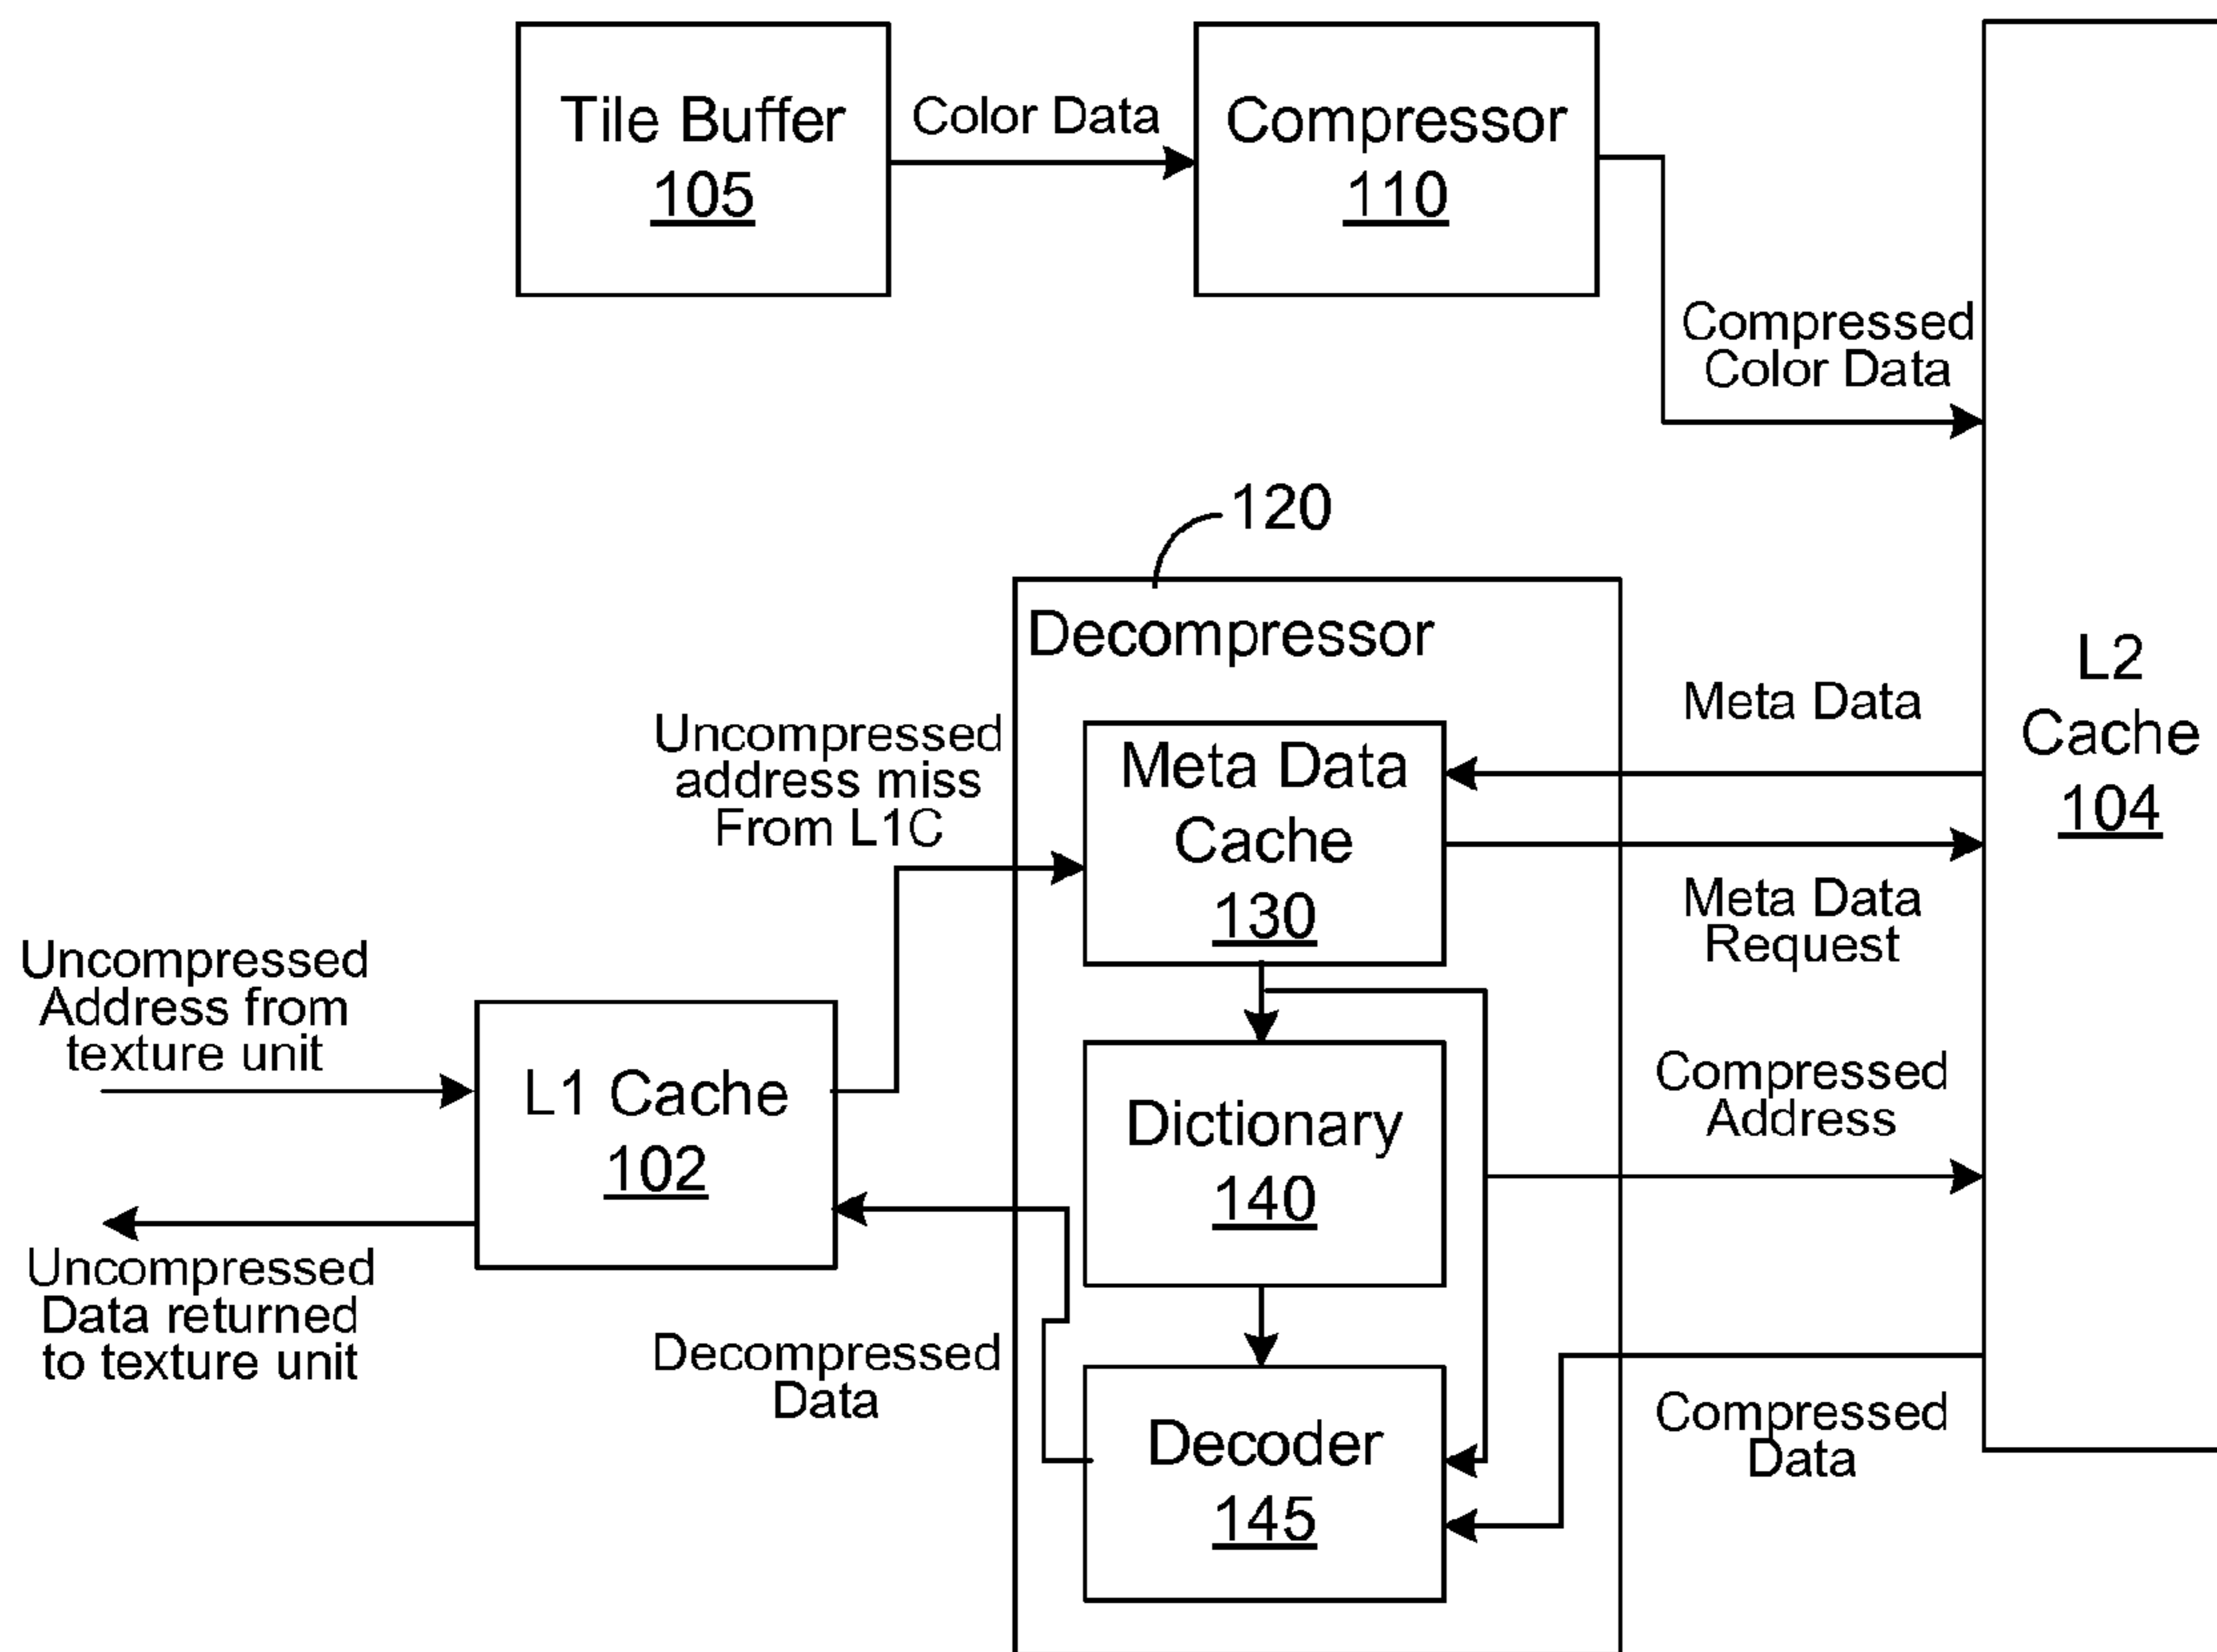 Tile Buffer
105
Color Data
Compressor
110
Compressed
Color Data
120
Decompressor
L2
Cache
104
Meta Data
Uncompressed
address miss
From L1C
Meta Data
Cache
130
Meta Data
Request
Uncompressed
Address from
texture unit
L1 Cache
102
Dictionary
140
Compressed
Address
Uncompressed
Data returned
to texture unit
Decompressed
Data
Decoder
145
Compressed
Data